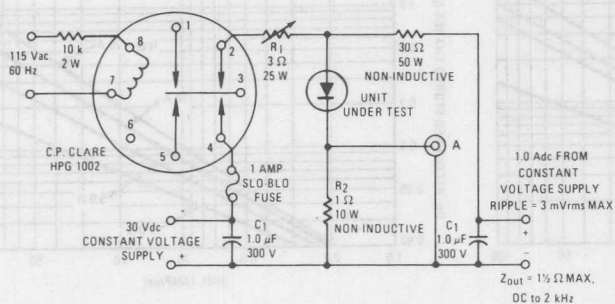 115 Vac
60 Hz
10 k
2 W
1
2
3
4
5
6
7
8
C.P. CLARE
HPG 1002
R1
3 Ω
25 W
30 Ω
50 W
NON-INDUCTIVE
UNIT
UNDER TEST
A
1 AMP
SLO-BLO
FUSE
R2
1 Ω
10 W
NON-INDUCTIVE
1.0 Adc FROM
CONSTANT
VOLTAGE SUPPLY
RIPPLE = 3 mVrms MAX
-
30 Vdc
CONSTANT VOLTAGE
SUPPLY
+
C1
1.0 μF
300 V
C1
1.0 μF
300 V
+
-
Zout = 1½ Ω MAX,
DC to 2 kHz